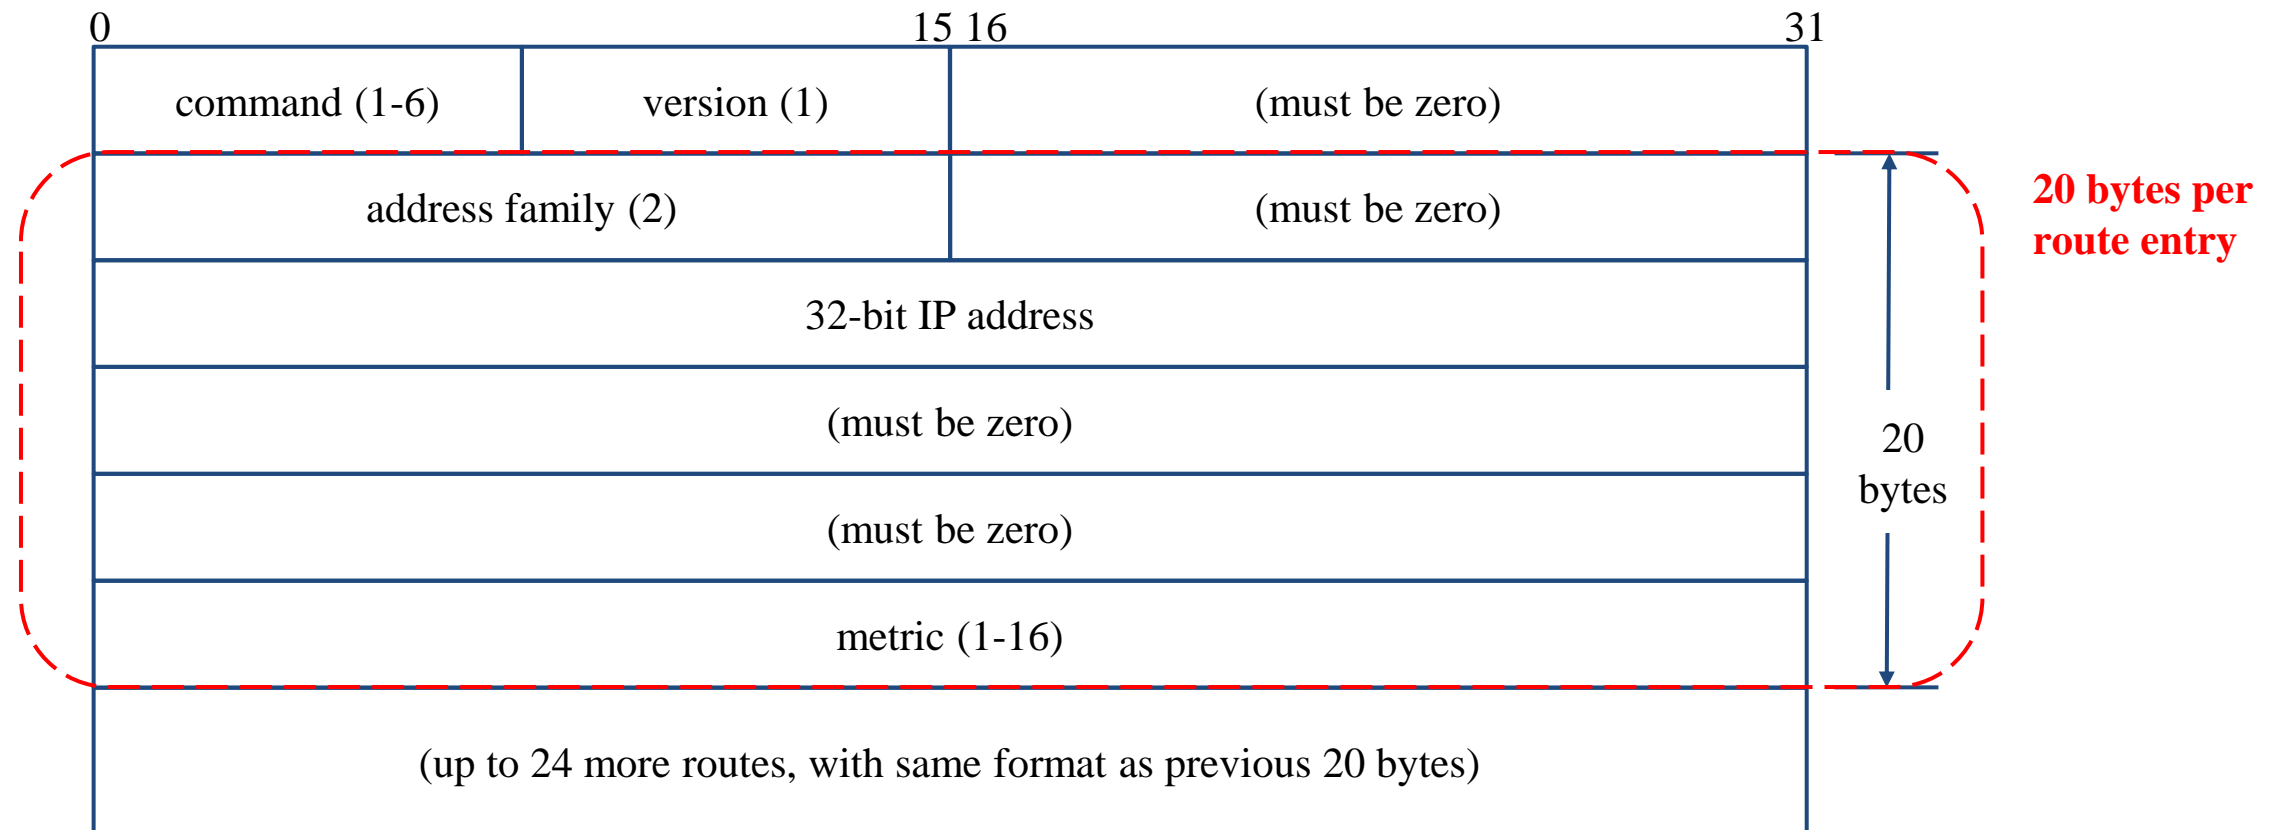 0 15 16 31
command (1-6) version (1) (must be zero)
address family (2) (must be zero)
20 bytes per
route entry
32-bit IP address
(must be zero)
20
bytes
(must be zero)
metric (1-16)
(up to 24 more routes, with same format as previous 20 bytes)